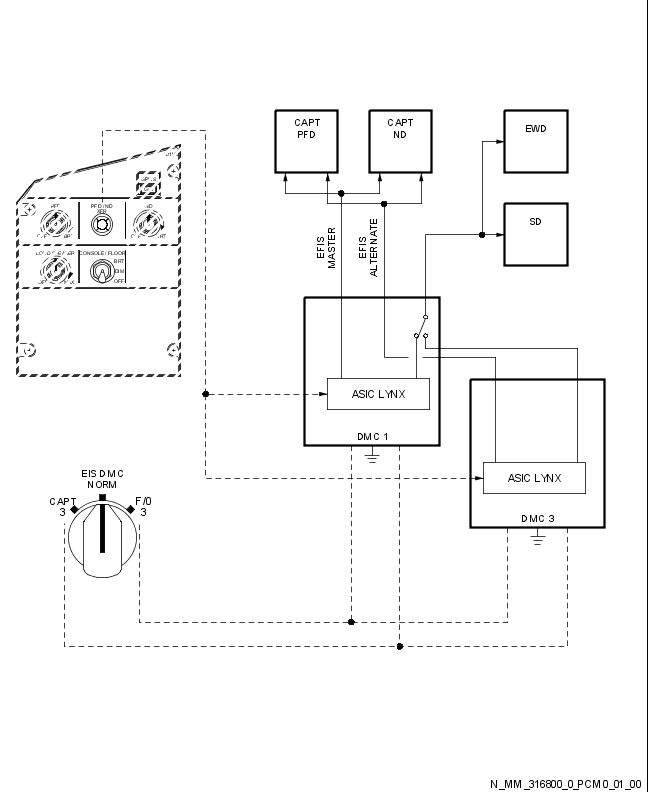 CAPT
PFD
CAPT
ND
EWD
SD
PFD/ND
XFR
CONSOLE/FLOOR
BRT
DIM
OFF
EFIS
MASTER
EFIS
ALTERNATE
ASIC LYNX
DMC 1
ASIC LYNX
DMC 3
EIS DMC
NORM
CAPT
3
F/O
3
N_MM_316800_0_PCM0_01_00